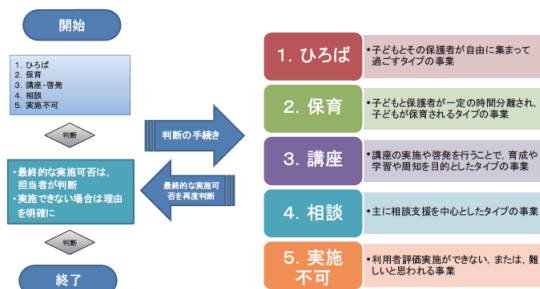 開始
1. ひろば
2. 保育
3. 講座・啓発
4. 相談
5. 実施不可
判断
・最終的な実施可否は、
担当者が判断
・実施できない場合は理由
を明確に
判断
終了
判断の手続き
最終的な実施可
否を再度判断
1. ひろば
・子どもとその保護者が自由に集まって
過ごすタイプの事業
2. 保育
・子どもと保護者が一定の時間分離され、
子どもが保育されるタイプの事業
3. 講座
・講座の実施や啓発を行うことで、育成や
学習や周知を目的としたタイプの事業
4. 相談
・主に相談支援を中心としたタイプの事業
5. 実施
不可
・利用者評価実施ができない、または、難
しいと思われる事業